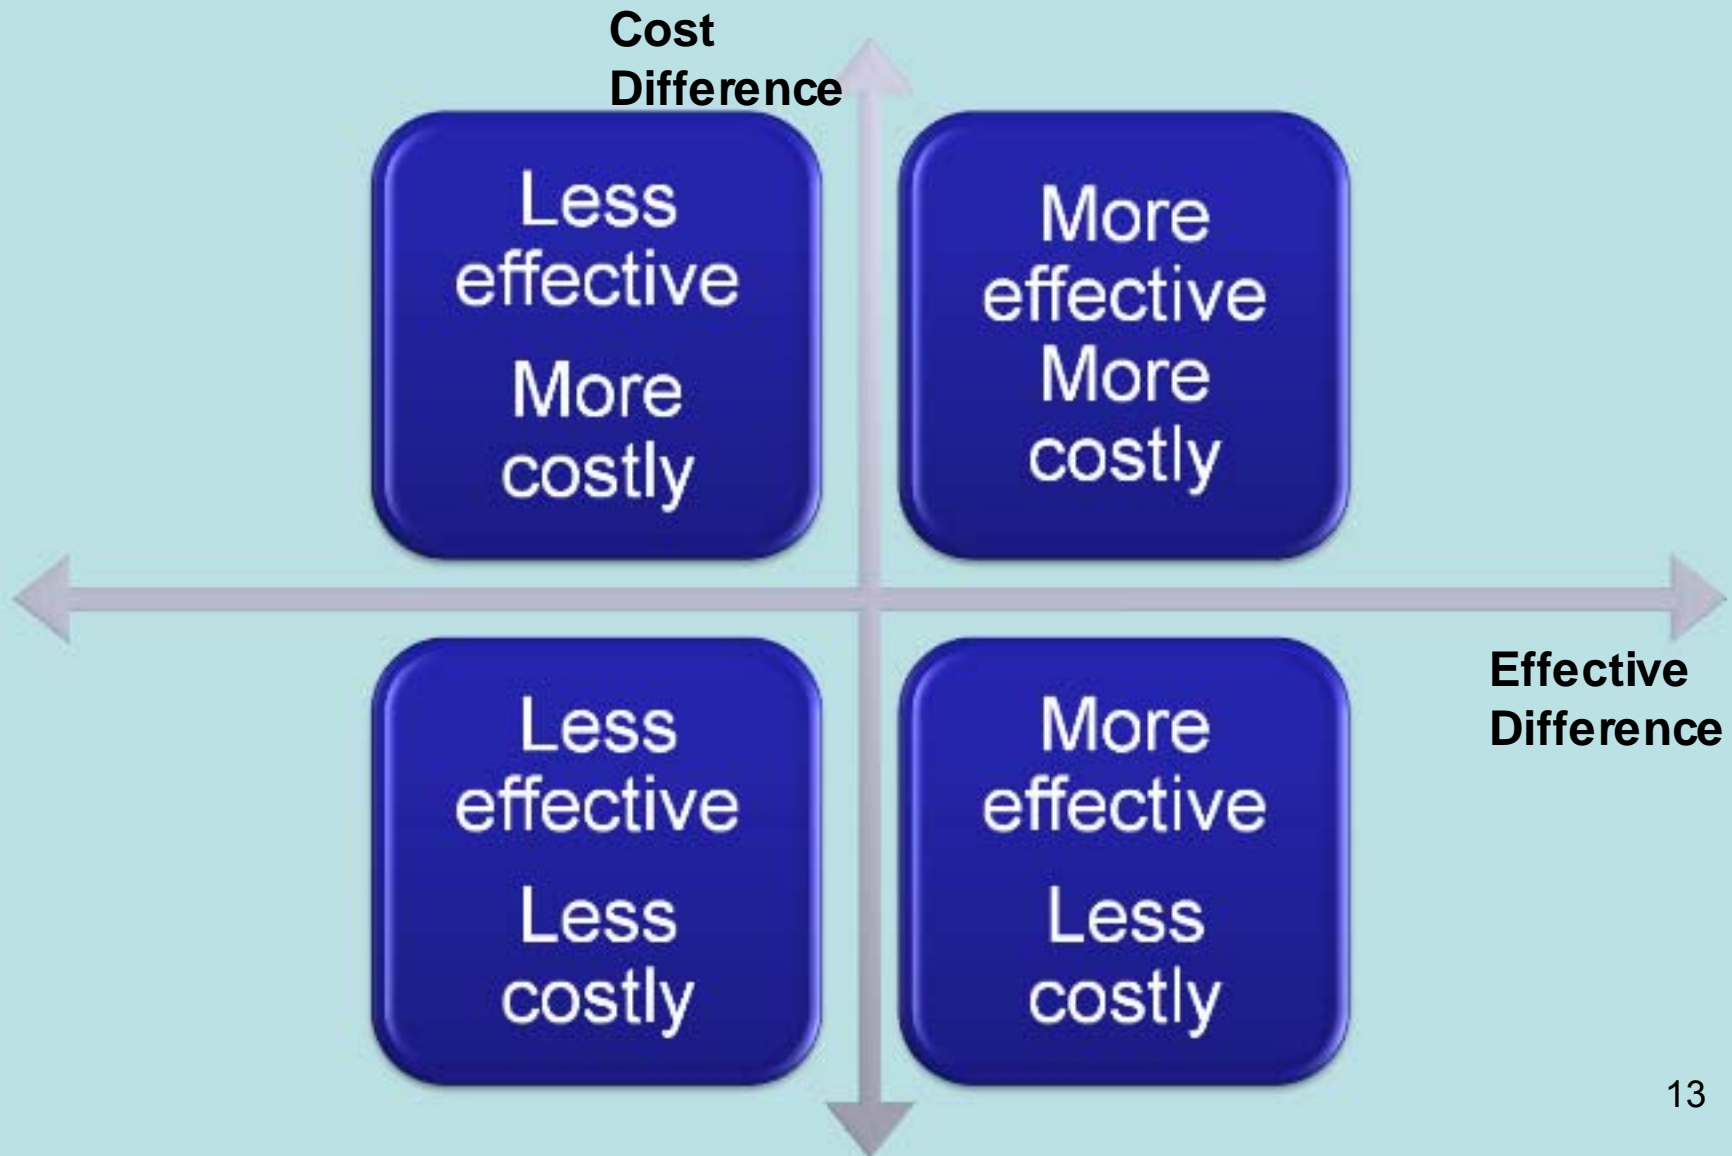 Cost
Difference
Less
effective
More
costly
More
effective
More
costly
Effective
Difference
Less
effective
Less
costly
More
effective
Less
costly
13